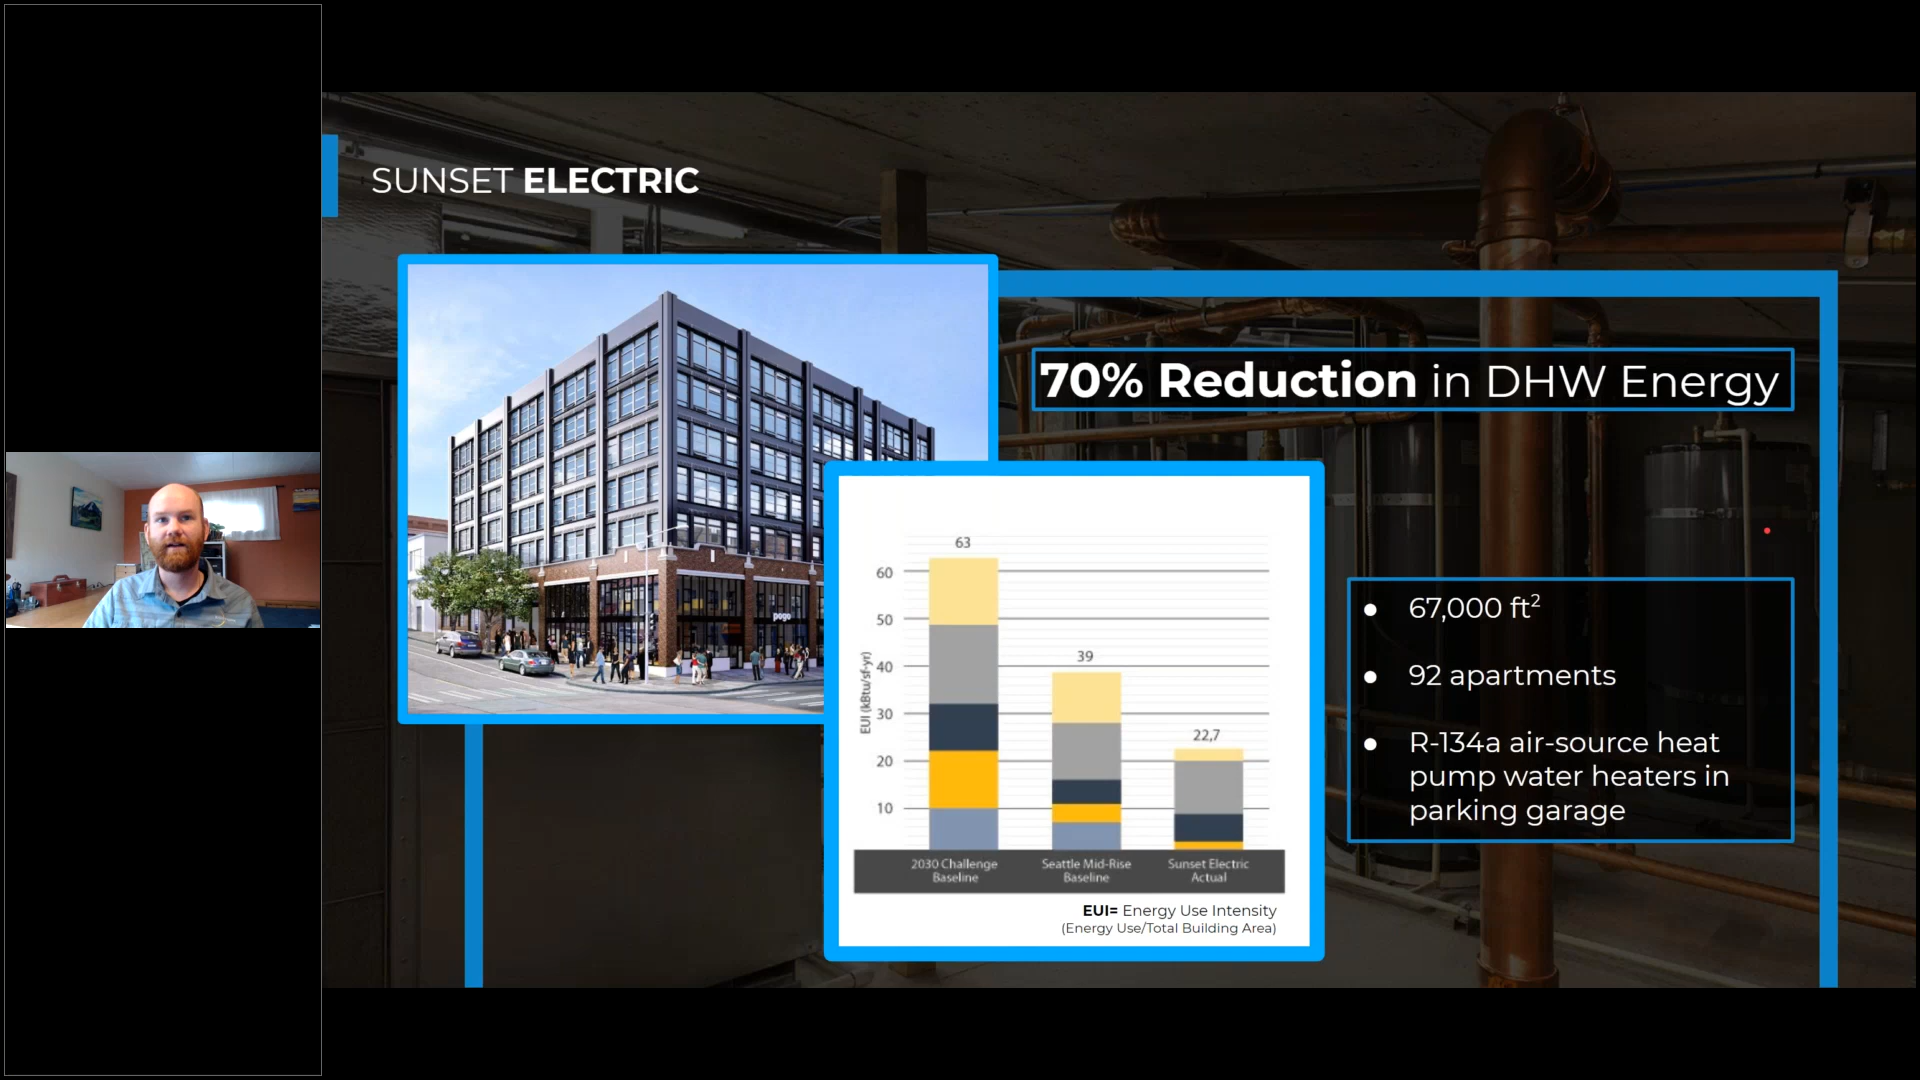 SUNSET ELECTRIC
70% Reduction in DHW Energy
pogo
63
39
22,7
60
50
40
30
20
10
EUI (kBtu/sf-yr)
2030 Challenge
Baseline
Seattle Mid-Rise
Baseline
Sunset Electric
Actual
EUI= Energy Use Intensity
(Energy Use/Total Building Area)
● 67,000 ft²
● 92 apartments
● R-134a air-source heat
pump water heaters in
parking garage